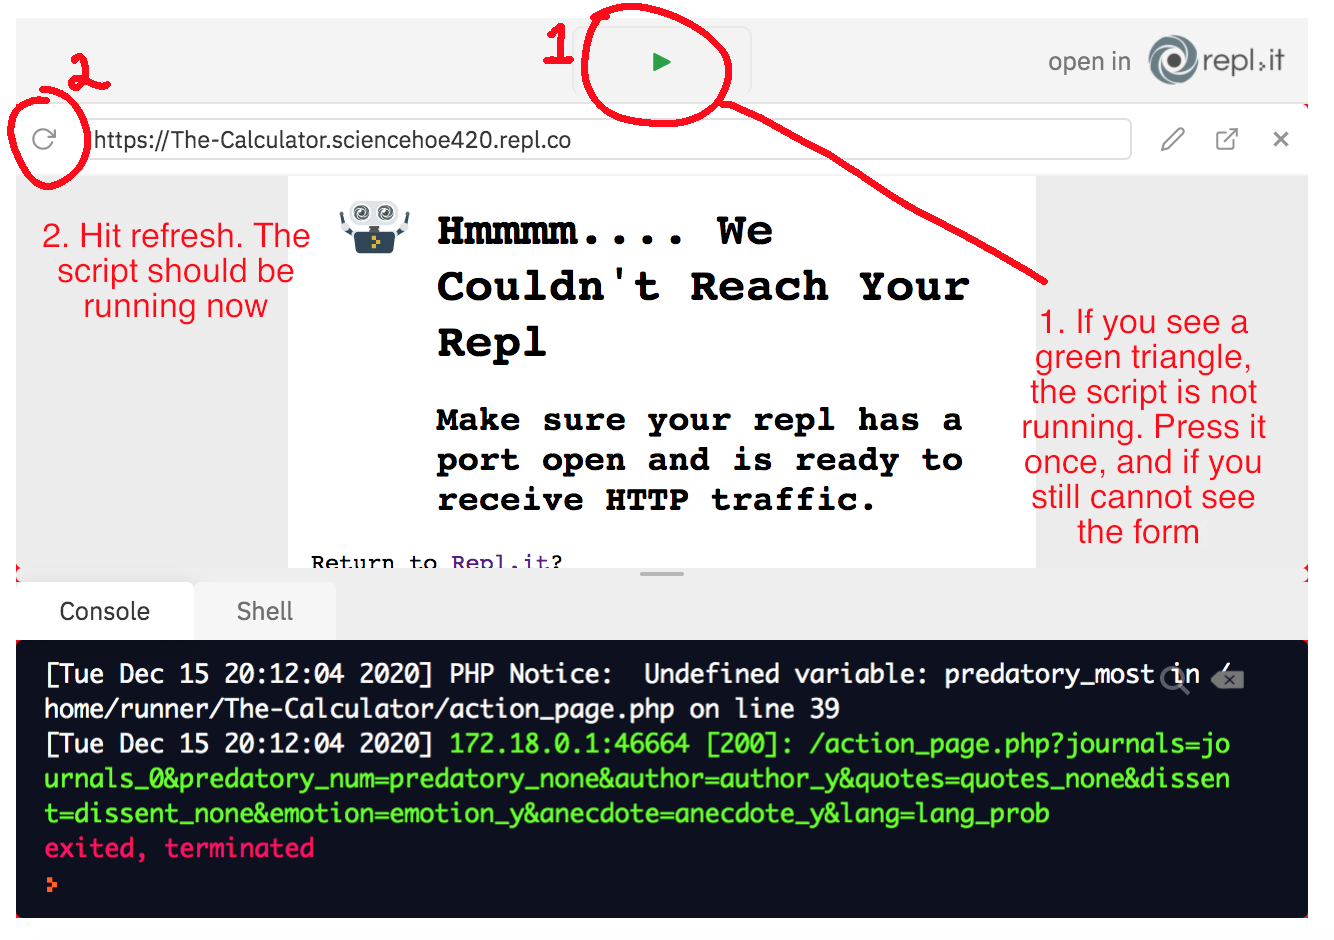 1
open in repl.it
2
https://The-Calculator.sciencehoe420.repl.co
2. Hit refresh. The
script should be
running now
Hmmmm.... We
Couldn't Reach Your
Repl
Make sure your repl has a
port open and is ready to
receive HTTP traffic.
Return to Repl.it?
1. If you see a
green triangle,
the script is not
running. Press it
once, and if you
still cannot see
the form
Console
Shell
[Tue Dec 15 20:12:04 2020] PHP Notice:  Undefined variable: predatory_most in /
home/runner/The-Calculator/action_page.php on line 39
[Tue Dec 15 20:12:04 2020] 172.18.0.1:46664 [200]: /action_page.php?journals=jo
urnals_0&predatory_num=predatory_none&author=author_y&quotes=quotes_none&dissen
t=dissent_none&emotion=emotion_y&anecdote=anecdote_y&lang=lang_prob
exited, terminated